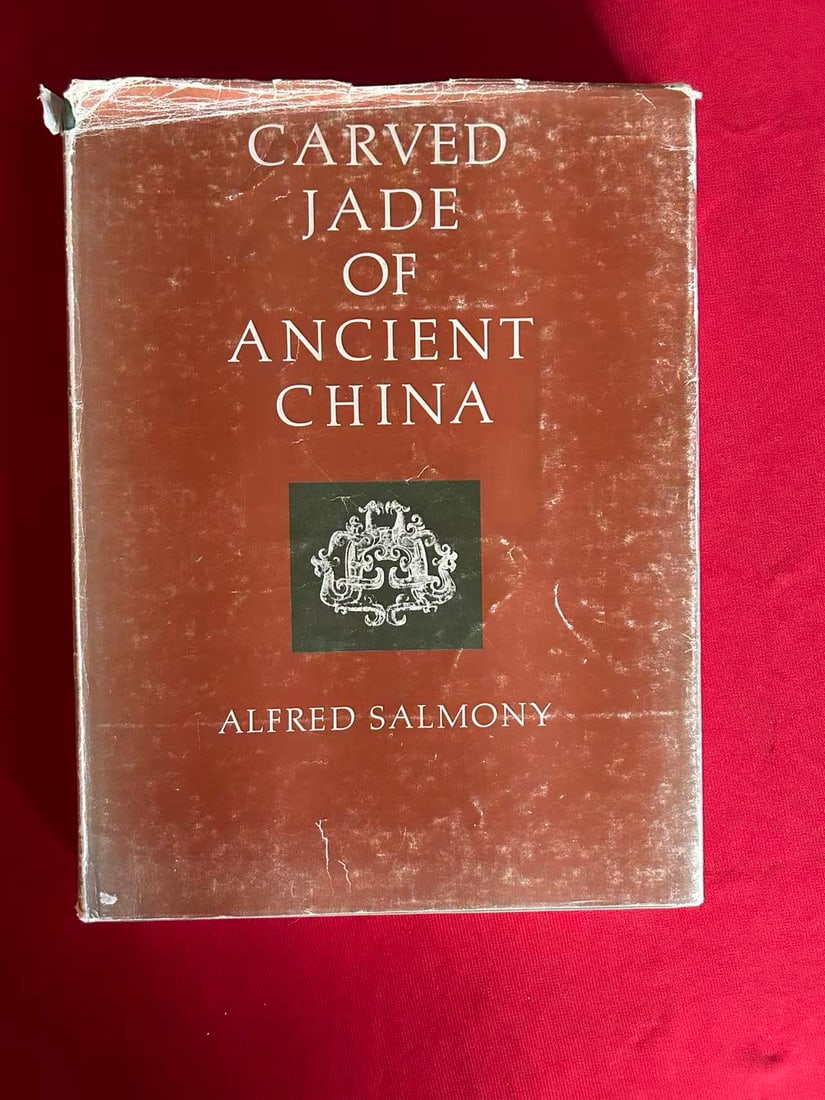 CARVED
JADE
OF
ANCIENT
CHINA
ALFRED SALMONY